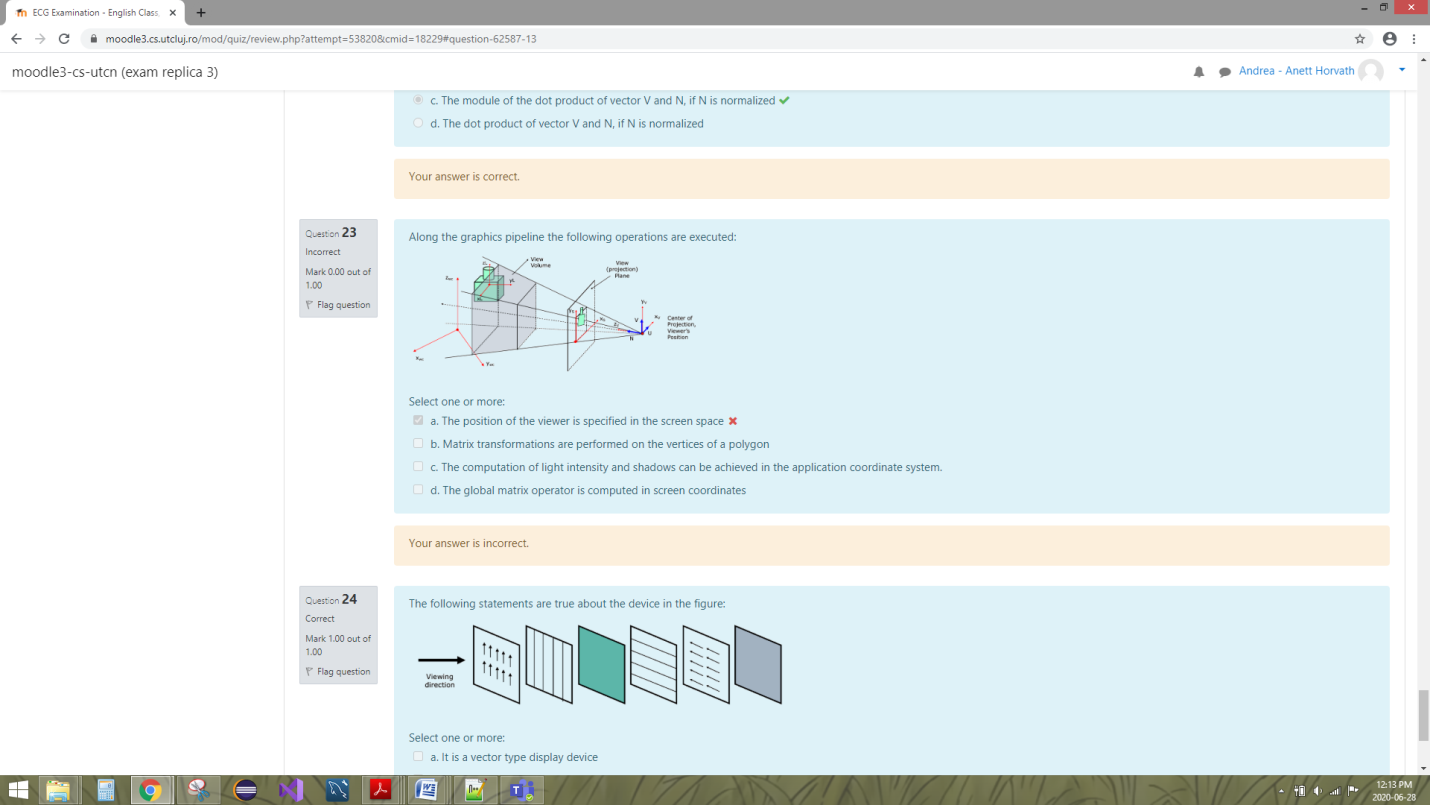 ECG Examination - English Class
moodle3.cs.utcluj.ro/mod/quiz/review.php?attempt=53820&cmid=18229#question-62587-13
moodle3-cs-utcn (exam replica 3)
Andrea - Anett Horvath
c. The module of the dot product of vector V and N, if N is normalized
d. The dot product of vector V and N, if N is normalized
Your answer is correct.
Question 23
Incorrect
Mark 0.00 out of
1.00
Flag question
Along the graphics pipeline the following operations are executed:
View
Volume
View
(projection)
Plane
Center of
Projection,
Viewer's
Position
V
U
N
Select one or more:
a. The position of the viewer is specified in the screen space
b. Matrix transformations are performed on the vertices of a polygon
c. The computation of light intensity and shadows can be achieved in the application coordinate system.
d. The global matrix operator is computed in screen coordinates
Your answer is incorrect.
Question 24
Correct
Mark 1.00 out of
1.00
Flag question
The following statements are true about the device in the figure:
Viewing
direction
Select one or more:
a. It is a vector type display device
12:13 PM
2020-06-28